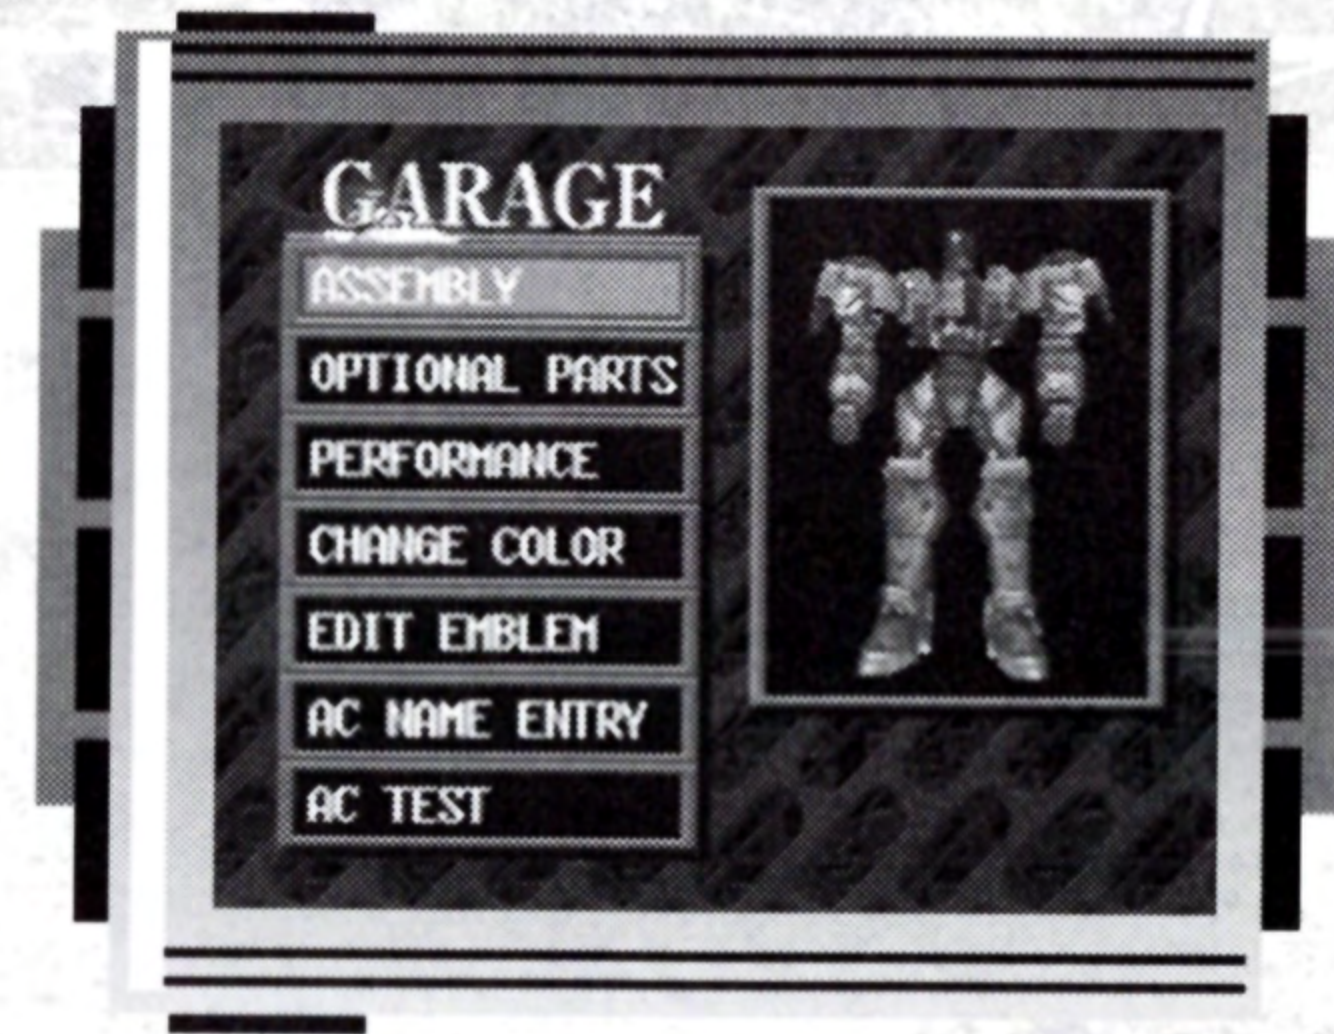 GARAGE
ASSEMBLY
OPTIONAL PARTS
PERFORMANCE
CHANGE COLOR
EDIT EMBLEM
AC NAME ENTRY
AC TEST